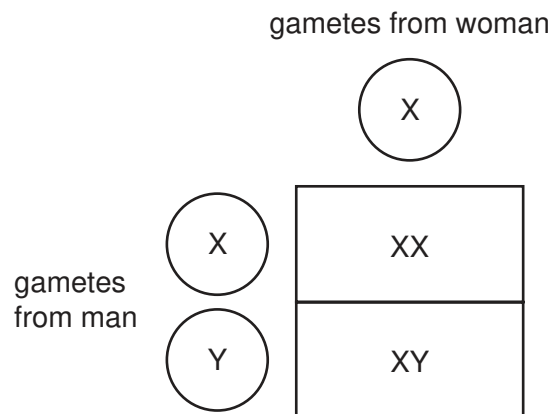 gametes from woman
X
X
XX
gametes
from man
Y
XY